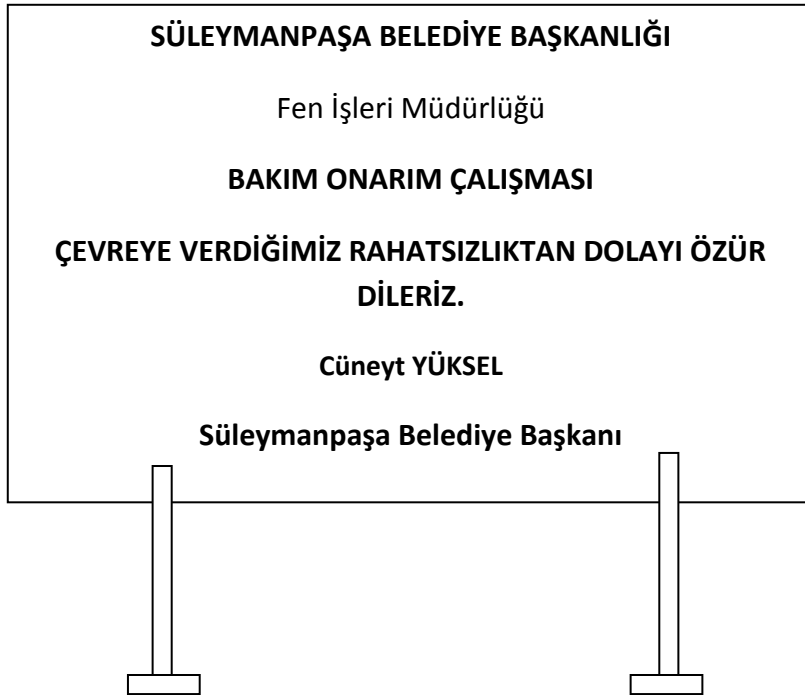 SÜLEYMANPAŞA BELEDİYE BAŞKANLIĞI
Fen İşleri Müdürlüğü
BAKIM ONARIM ÇALIŞMASI
ÇEVREYE VERDİĞİMİZ RAHATSIZLIKTAN DOLAYI ÖZÜR
DİLERİZ.
Cüneyt YÜKSEL
Süleymanpaşa Belediye Başkanı